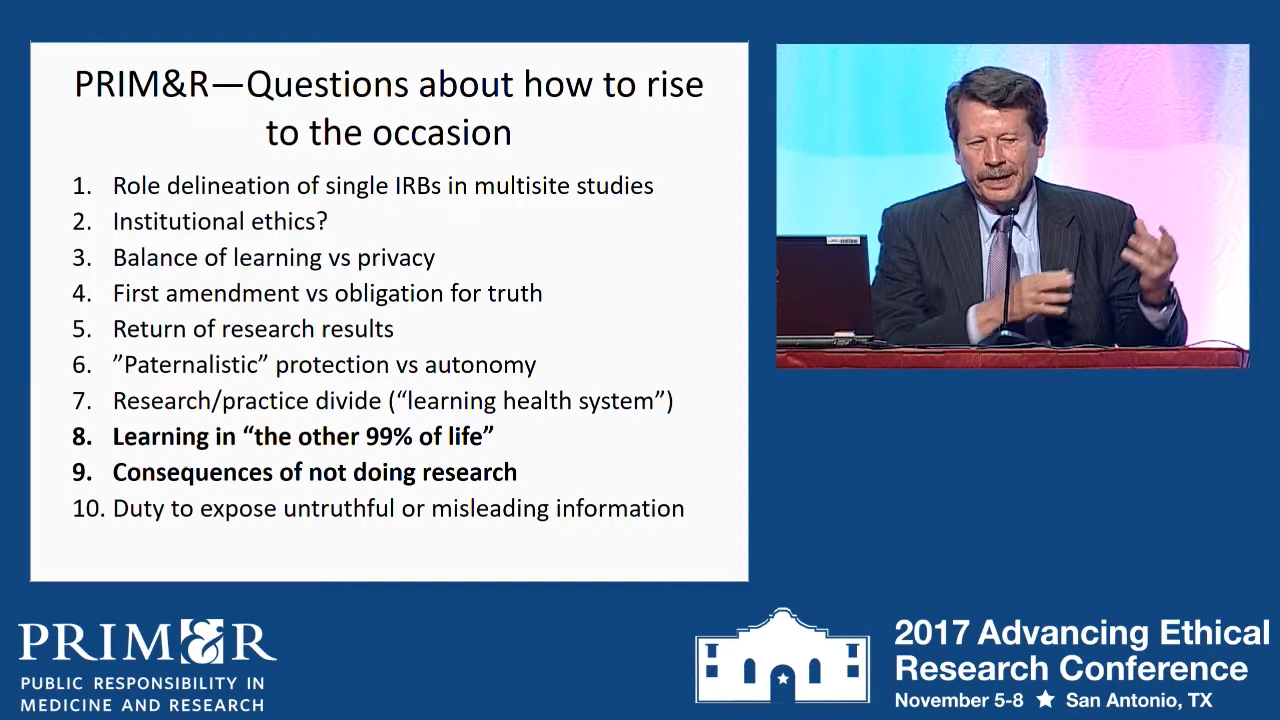 PRIM&R—Questions about how to rise
to the occasion
1. Role delineation of single IRBs in multisite studies
2. Institutional ethics?
3. Balance of learning vs privacy
4. First amendment vs obligation for truth
5. Return of research results
6. ”Paternalistic” protection vs autonomy
7. Research/practice divide (“learning health system”)
8. Learning in “the other 99% of life”
9. Consequences of not doing research
10. Duty to expose untruthful or misleading information
PRIM&R
PUBLIC RESPONSIBILITY IN
MEDICINE AND RESEARCH
2017 Advancing Ethical
Research Conference
November 5-8 ★ San Antonio, TX